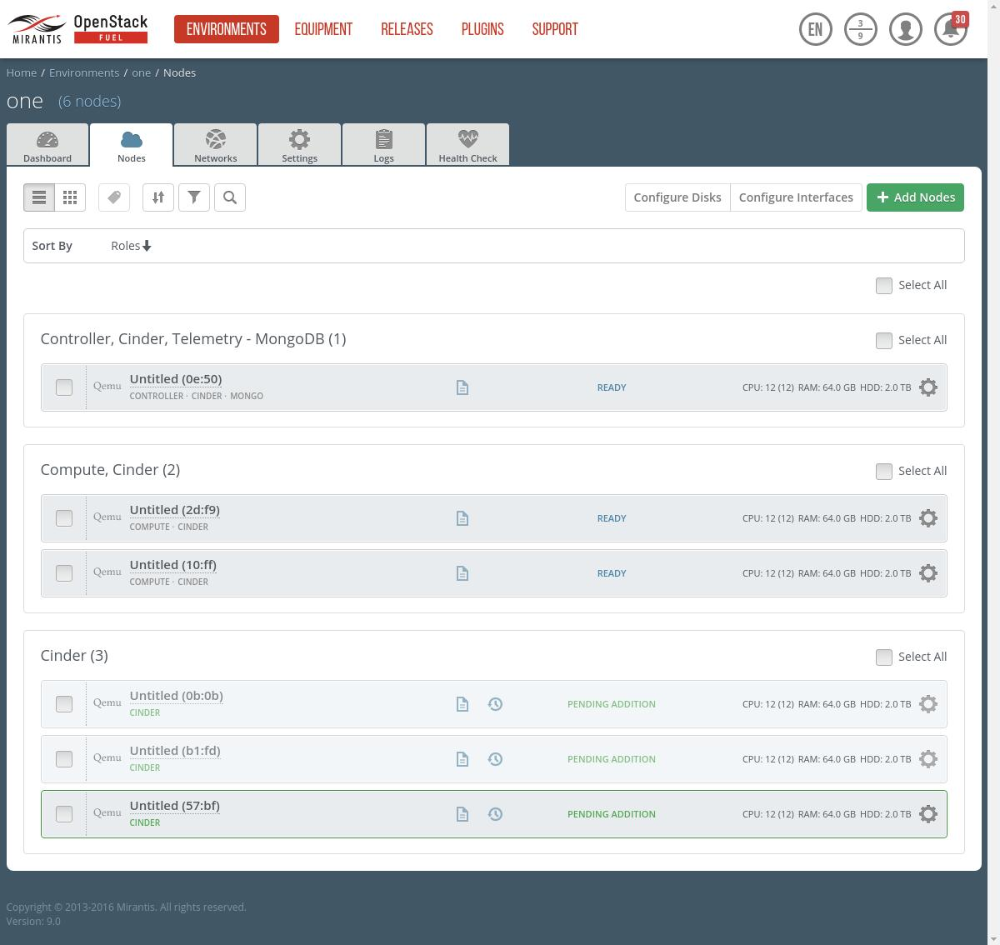 MIRANTIS OpenStack FUEL ENVIRONMENTS EQUIPMENT RELEASES PLUGINS SUPPORT EN 3 9 30
Home / Environments / one / Nodes
one (6 nodes)
Dashboard Nodes Networks Settings Logs Health Check
Configure Disks Configure Interfaces Add Nodes
Sort By Roles
Select All
Controller, Cinder, Telemetry - MongoDB (1) Select All
Qemu Untitled (0e:50) READY CPU: 12 (12) RAM: 64.0 GB HDD: 2.0 TB
CONTROLLER · CINDER · MONGO
Compute, Cinder (2) Select All
Qemu Untitled (2d:f9) READY CPU: 12 (12) RAM: 64.0 GB HDD: 2.0 TB
COMPUTE · CINDER
Qemu Untitled (10:ff) READY CPU: 12 (12) RAM: 64.0 GB HDD: 2.0 TB
COMPUTE · CINDER
Cinder (3) Select All
Qemu Untitled (0b:0b) PENDING ADDITION CPU: 12 (12) RAM: 64.0 GB HDD: 2.0 TB
CINDER
Qemu Untitled (b1:fd) PENDING ADDITION CPU: 12 (12) RAM: 64.0 GB HDD: 2.0 TB
CINDER
Qemu Untitled (57:bf) PENDING ADDITION CPU: 12 (12) RAM: 64.0 GB HDD: 2.0 TB
CINDER
Copyright © 2013-2016 Mirantis. All rights reserved.
Version: 9.0